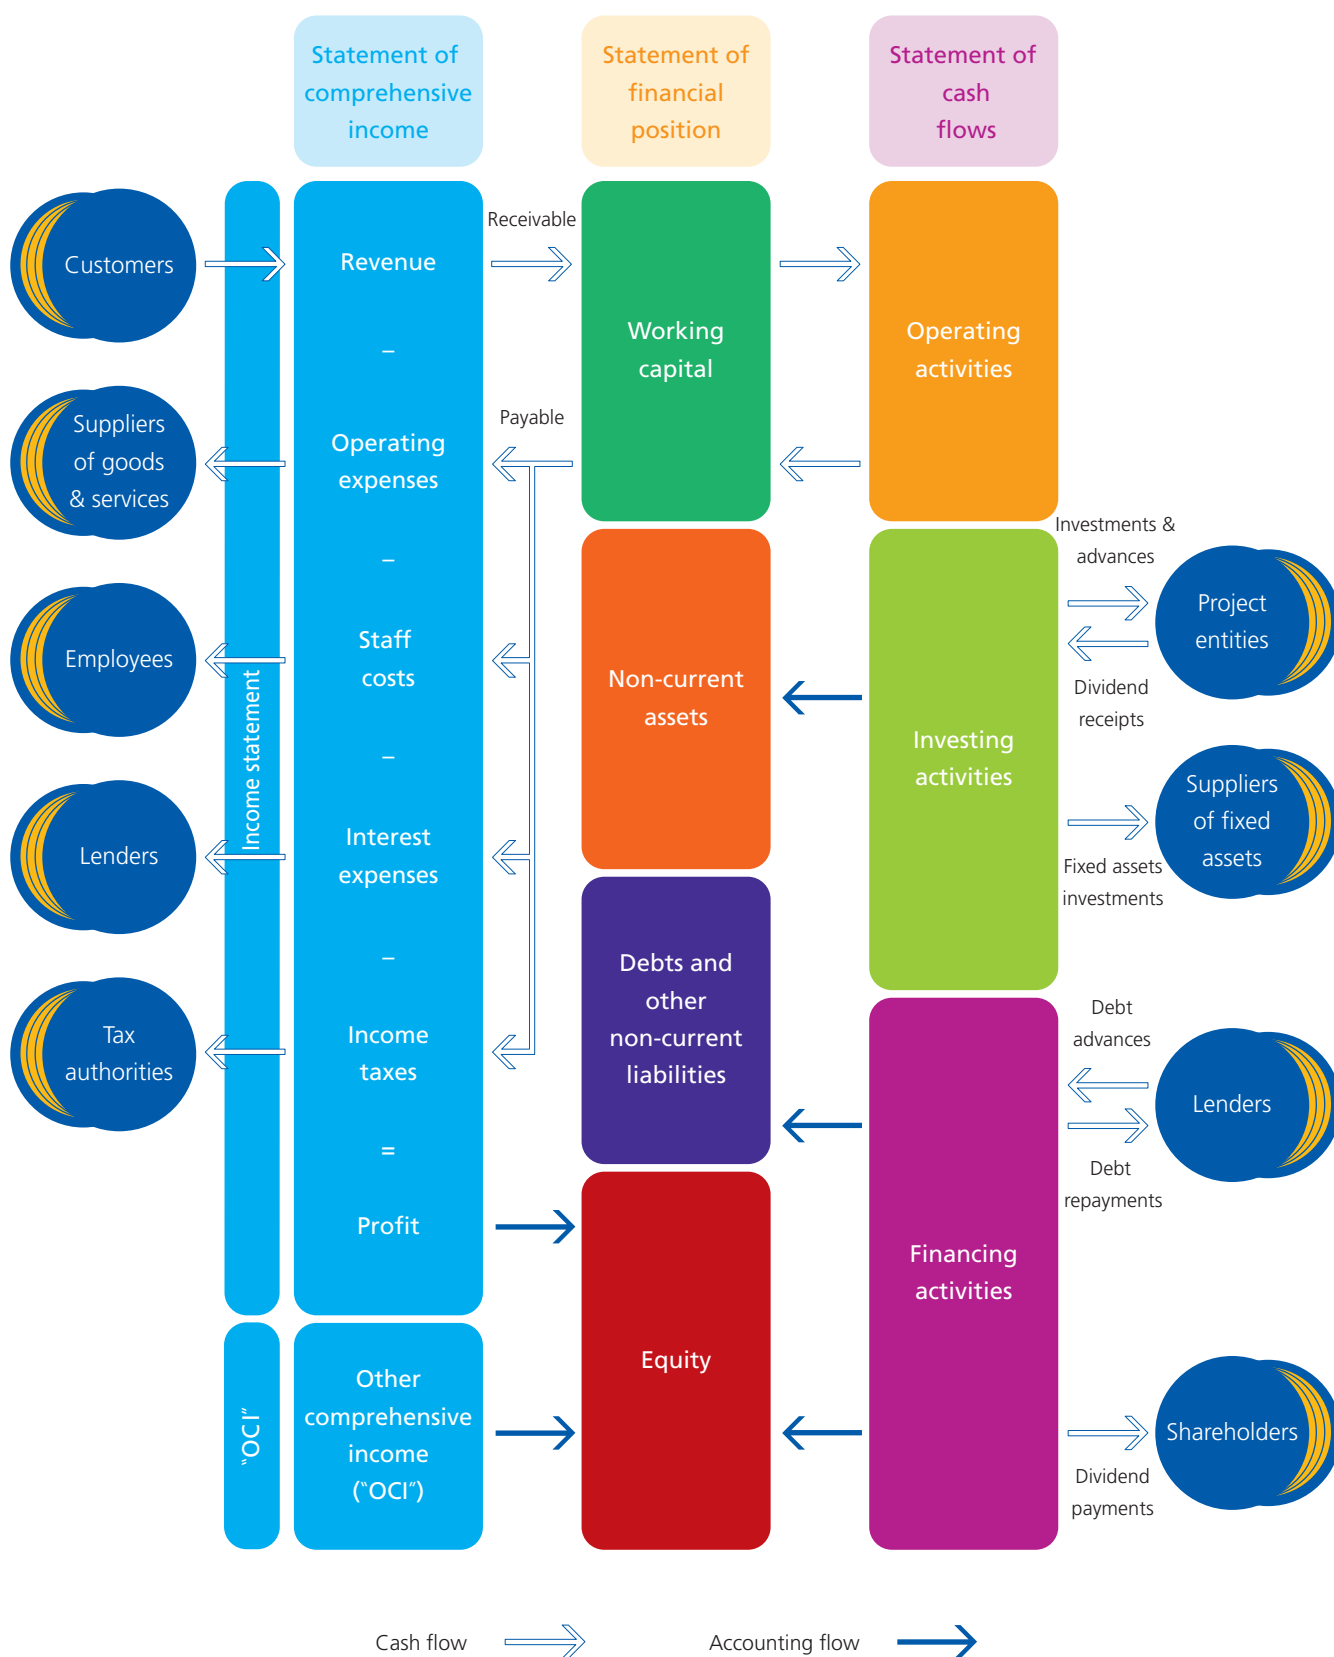 Statement of
comprehensive
income
Statement of
financial
position
Statement of
cash
flows
Customers
Suppliers
of goods
& services
Employees
Lenders
Tax
authorities
Income statement
"OCI"
Revenue
–
Operating
expenses
–
Staff
costs
–
Interest
expenses
–
Income
taxes
=
Profit
Other
comprehensive
income
("OCI")
Receivable
Payable
Working
capital
Non-current
assets
Debts and
other
non-current
liabilities
Equity
Operating
activities
Investing
activities
Financing
activities
Investments &
advances
Dividend
receipts
Fixed assets
investments
Debt
advances
Debt
repayments
Dividend
payments
Project
entities
Suppliers
of fixed
assets
Lenders
Shareholders
Cash flow
Accounting flow